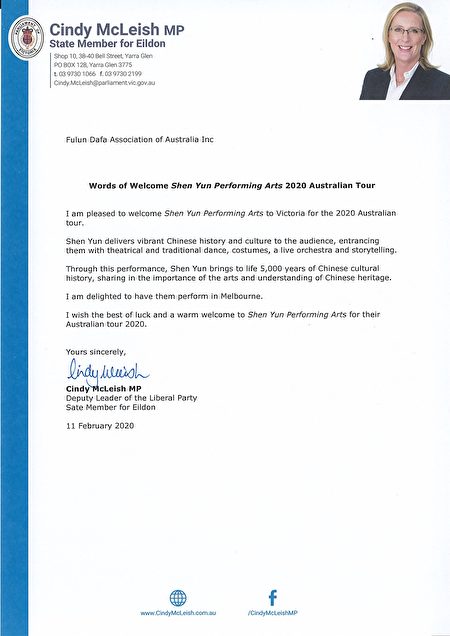 Cindy McLeish MP
State Member for Eildon
Shop 10, 38-40 Bell Street, Yarra Glen
PO BOX 128, Yarra Glen 3775
t. 03 9730 1066 f. 03 9730 2199
Cindy.McLeish@parliament.vic.gov.au
Fulun Dafa Association of Australia Inc
Words of Welcome Shen Yun Performing Arts 2020 Australian Tour
I am pleased to welcome Shen Yun Performing Arts to Victoria for the 2020 Australian
tour.
Shen Yun delivers vibrant Chinese history and culture to the audience, entrancing
them with theatrical and traditional dance, costumes, a live orchestra and storytelling.
Through this performance, Shen Yun brings to life 5,000 years of Chinese cultural
history, sharing in the importance of the arts and understanding of Chinese heritage.
I am delighted to have them perform in Melbourne.
I wish the best of luck and a warm welcome to Shen Yun Performing Arts for their
Australian tour 2020.
Yours sincerely,
Cindy McLeish
Cindy McLeish MP
Deputy Leader of the Liberal Party
Sate Member for Eildon
11 February 2020
www.CindyMcLeish.com.au
/CindyMcLeishMP